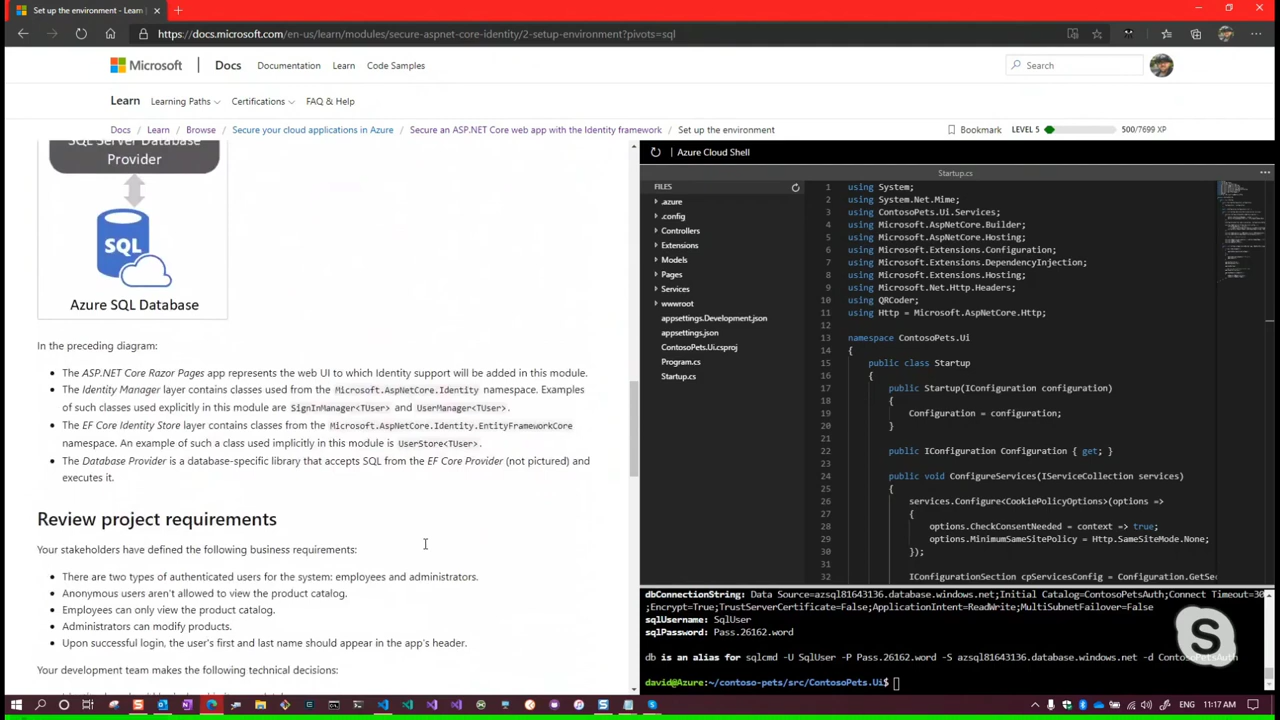 Set up the environment - Learn
https://docs.microsoft.com/en-us/learn/modules/secure-aspnet-core-identity/2-setup-environment?pivots=sql
Microsoft
Docs
Documentation
Learn
Code Samples
Search
Learn
Learning Paths
Certifications
FAQ & Help
Docs
Learn
Browse
Secure your cloud applications in Azure
Secure an ASP.NET Core web app with the Identity framework
Set up the environment
Bookmark
LEVEL 5
500/7699 XP
SQL Server Database
Provider
SQL
Azure SQL Database
In the preceding diagram:
The ASP.NET Core Razor Pages app represents the web UI to which Identity support will be added in this module.
The Identity Manager layer contains classes used from the Microsoft.AspNetCore.Identity namespace. Examples
of such classes used explicitly in this module are SignInManager<TUser> and UserManager<TUser>.
The EF Core Identity Store layer contains classes from the Microsoft.AspNetCore.Identity.EntityFrameworkCore
namespace. An example of such a class used implicitly in this module is UserStore<TUser>.
The Database Provider is a database-specific library that accepts SQL from the EF Core Provider (not pictured) and
executes it.
Review project requirements
Your stakeholders have defined the following business requirements:
There are two types of authenticated users for the system: employees and administrators.
Anonymous users aren't allowed to view the product catalog.
Employees can only view the product catalog.
Administrators can modify products.
Upon successful login, the user's first and last name should appear in the app's header.
Your development team makes the following technical decisions:
Azure Cloud Shell
Startup.cs
FILES
.azure
.config
Controllers
Extensions
Models
Pages
Services
wwwroot
appsettings.Development.json
appsettings.json
ContosoPets.Ui.csproj
Program.cs
Startup.cs
1 using System;
2 using System.Net.Mime;
3 using ContosoPets.Ui.Services;
4 using Microsoft.AspNetCore.Builder;
5 using Microsoft.AspNetCore.Hosting;
6 using Microsoft.Extensions.Configuration;
7 using Microsoft.Extensions.DependencyInjection;
8 using Microsoft.Extensions.Hosting;
9 using Microsoft.Net.Http.Headers;
10 using QRCoder;
11 using Http = Microsoft.AspNetCore.Http;
12
13 namespace ContosoPets.Ui
14 {
15 public class Startup
16 {
17 public Startup(IConfiguration configuration)
18 {
19 Configuration = configuration;
20 }
21
22 public IConfiguration Configuration { get; }
23
24 public void ConfigureServices(IServiceCollection services)
25 {
26 services.Configure<CookiePolicyOptions>(options =>
27 {
28 options.CheckConsentNeeded = context => true;
29 options.MinimumSameSitePolicy = Http.SameSiteMode.None;
30 });
31
32 IConfigurationSection cpServicesConfig = Configuration.GetSe
dbConnectionString: Data Source=azsql81643136.database.windows.net;Initial Catalog=ContosoPetsAuth;Connect Timeout=30
;Encrypt=True;TrustServerCertificate=False;ApplicationIntent=ReadWrite;MultiSubnetFailover=False
sqlUsername: SqlUser
sqlPassword: Pass.26162.word
db is an alias for sqlcmd -U SqlUser -P Pass.26162.word -S azsql81643136.database.windows.net -d ContosoPetsAuth
david@Azure:~/contoso-pets/src/ContosoPets.Ui$
ENG
11:17 AM